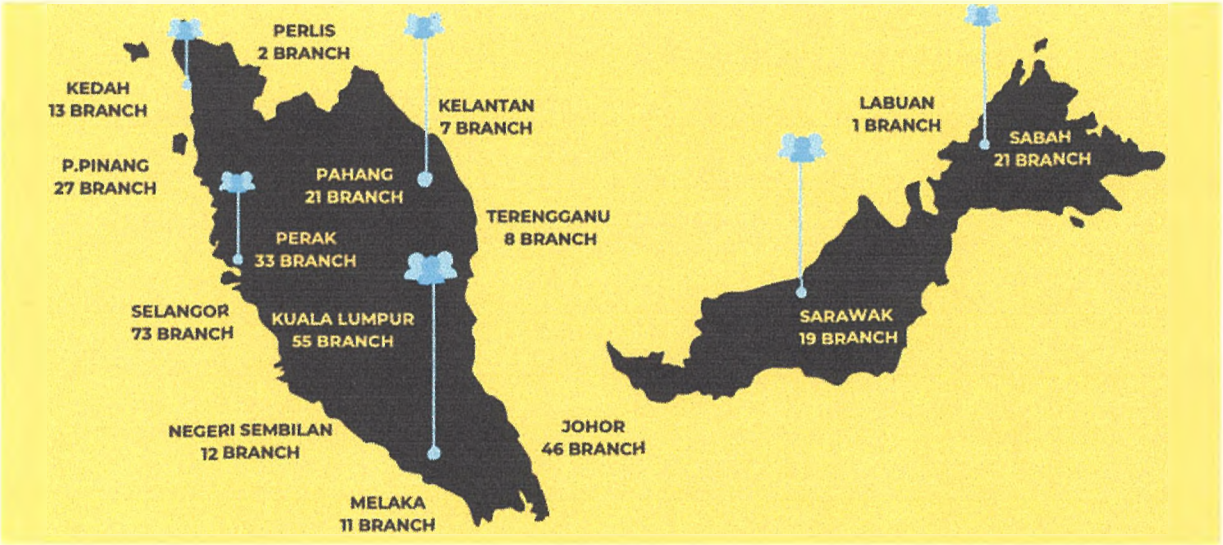 PERLIS
2 BRANCH
KEDAH
13 BRANCH
KELANTAN
7 BRANCH
P.PINANG
27 BRANCH
PAHANG
21 BRANCH
TERENGGANU
8 BRANCH
PERAK
33 BRANCH
SELANGOR
73 BRANCH
KUALA LUMPUR
55 BRANCH
NEGERI SEMBILAN
12 BRANCH
JOHOR
46 BRANCH
MELAKA
11 BRANCH
LABUAN
1 BRANCH
SABAH
21 BRANCH
SARAWAK
19 BRANCH